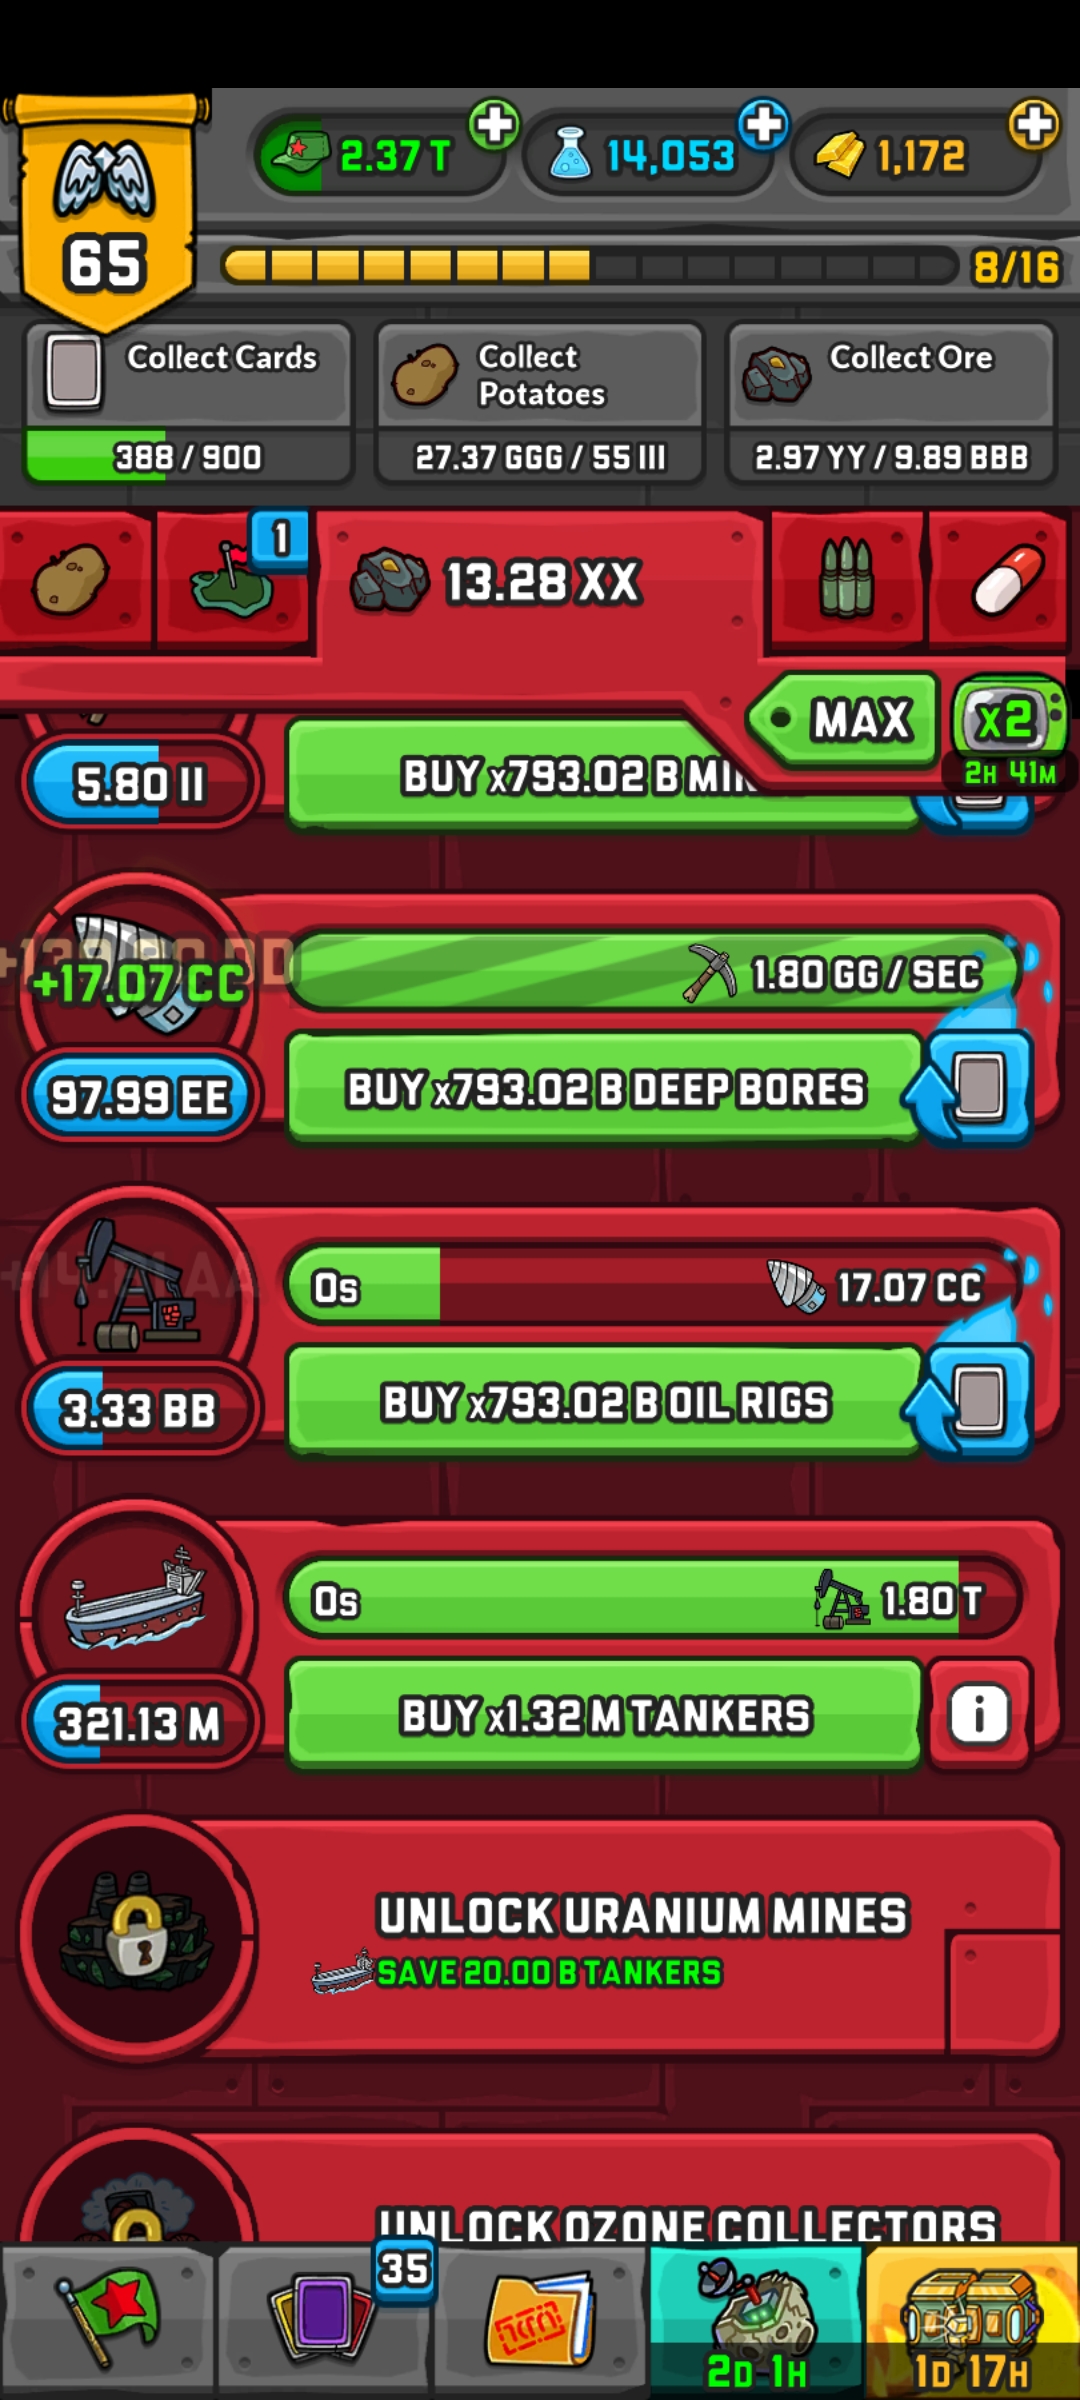 2.37 T
14,053
1,172
65
8/16
Collect Cards
388 / 900
Collect
Potatoes
27.37 GGG / 55 III
Collect Ore
2.97 YY / 9.89 BBB
1
13.28 XX
MAX
x2
2H 41M
5.80 II
BUY x793.02 B
+17.07 CC
1.80 GG / SEC
97.99 EE
BUY x793.02 B DEEP BORES
0s
17.07 CC
3.33 BB
BUY x793.02 B OIL RIGS
0s
1.80 T
321.13 M
BUY x1.32 M TANKERS
i
UNLOCK URANIUM MINES
SAVE 20.00 B TANKERS
UNLOCK OZONE COLLECTORS
35
2D 1H
1D 17H